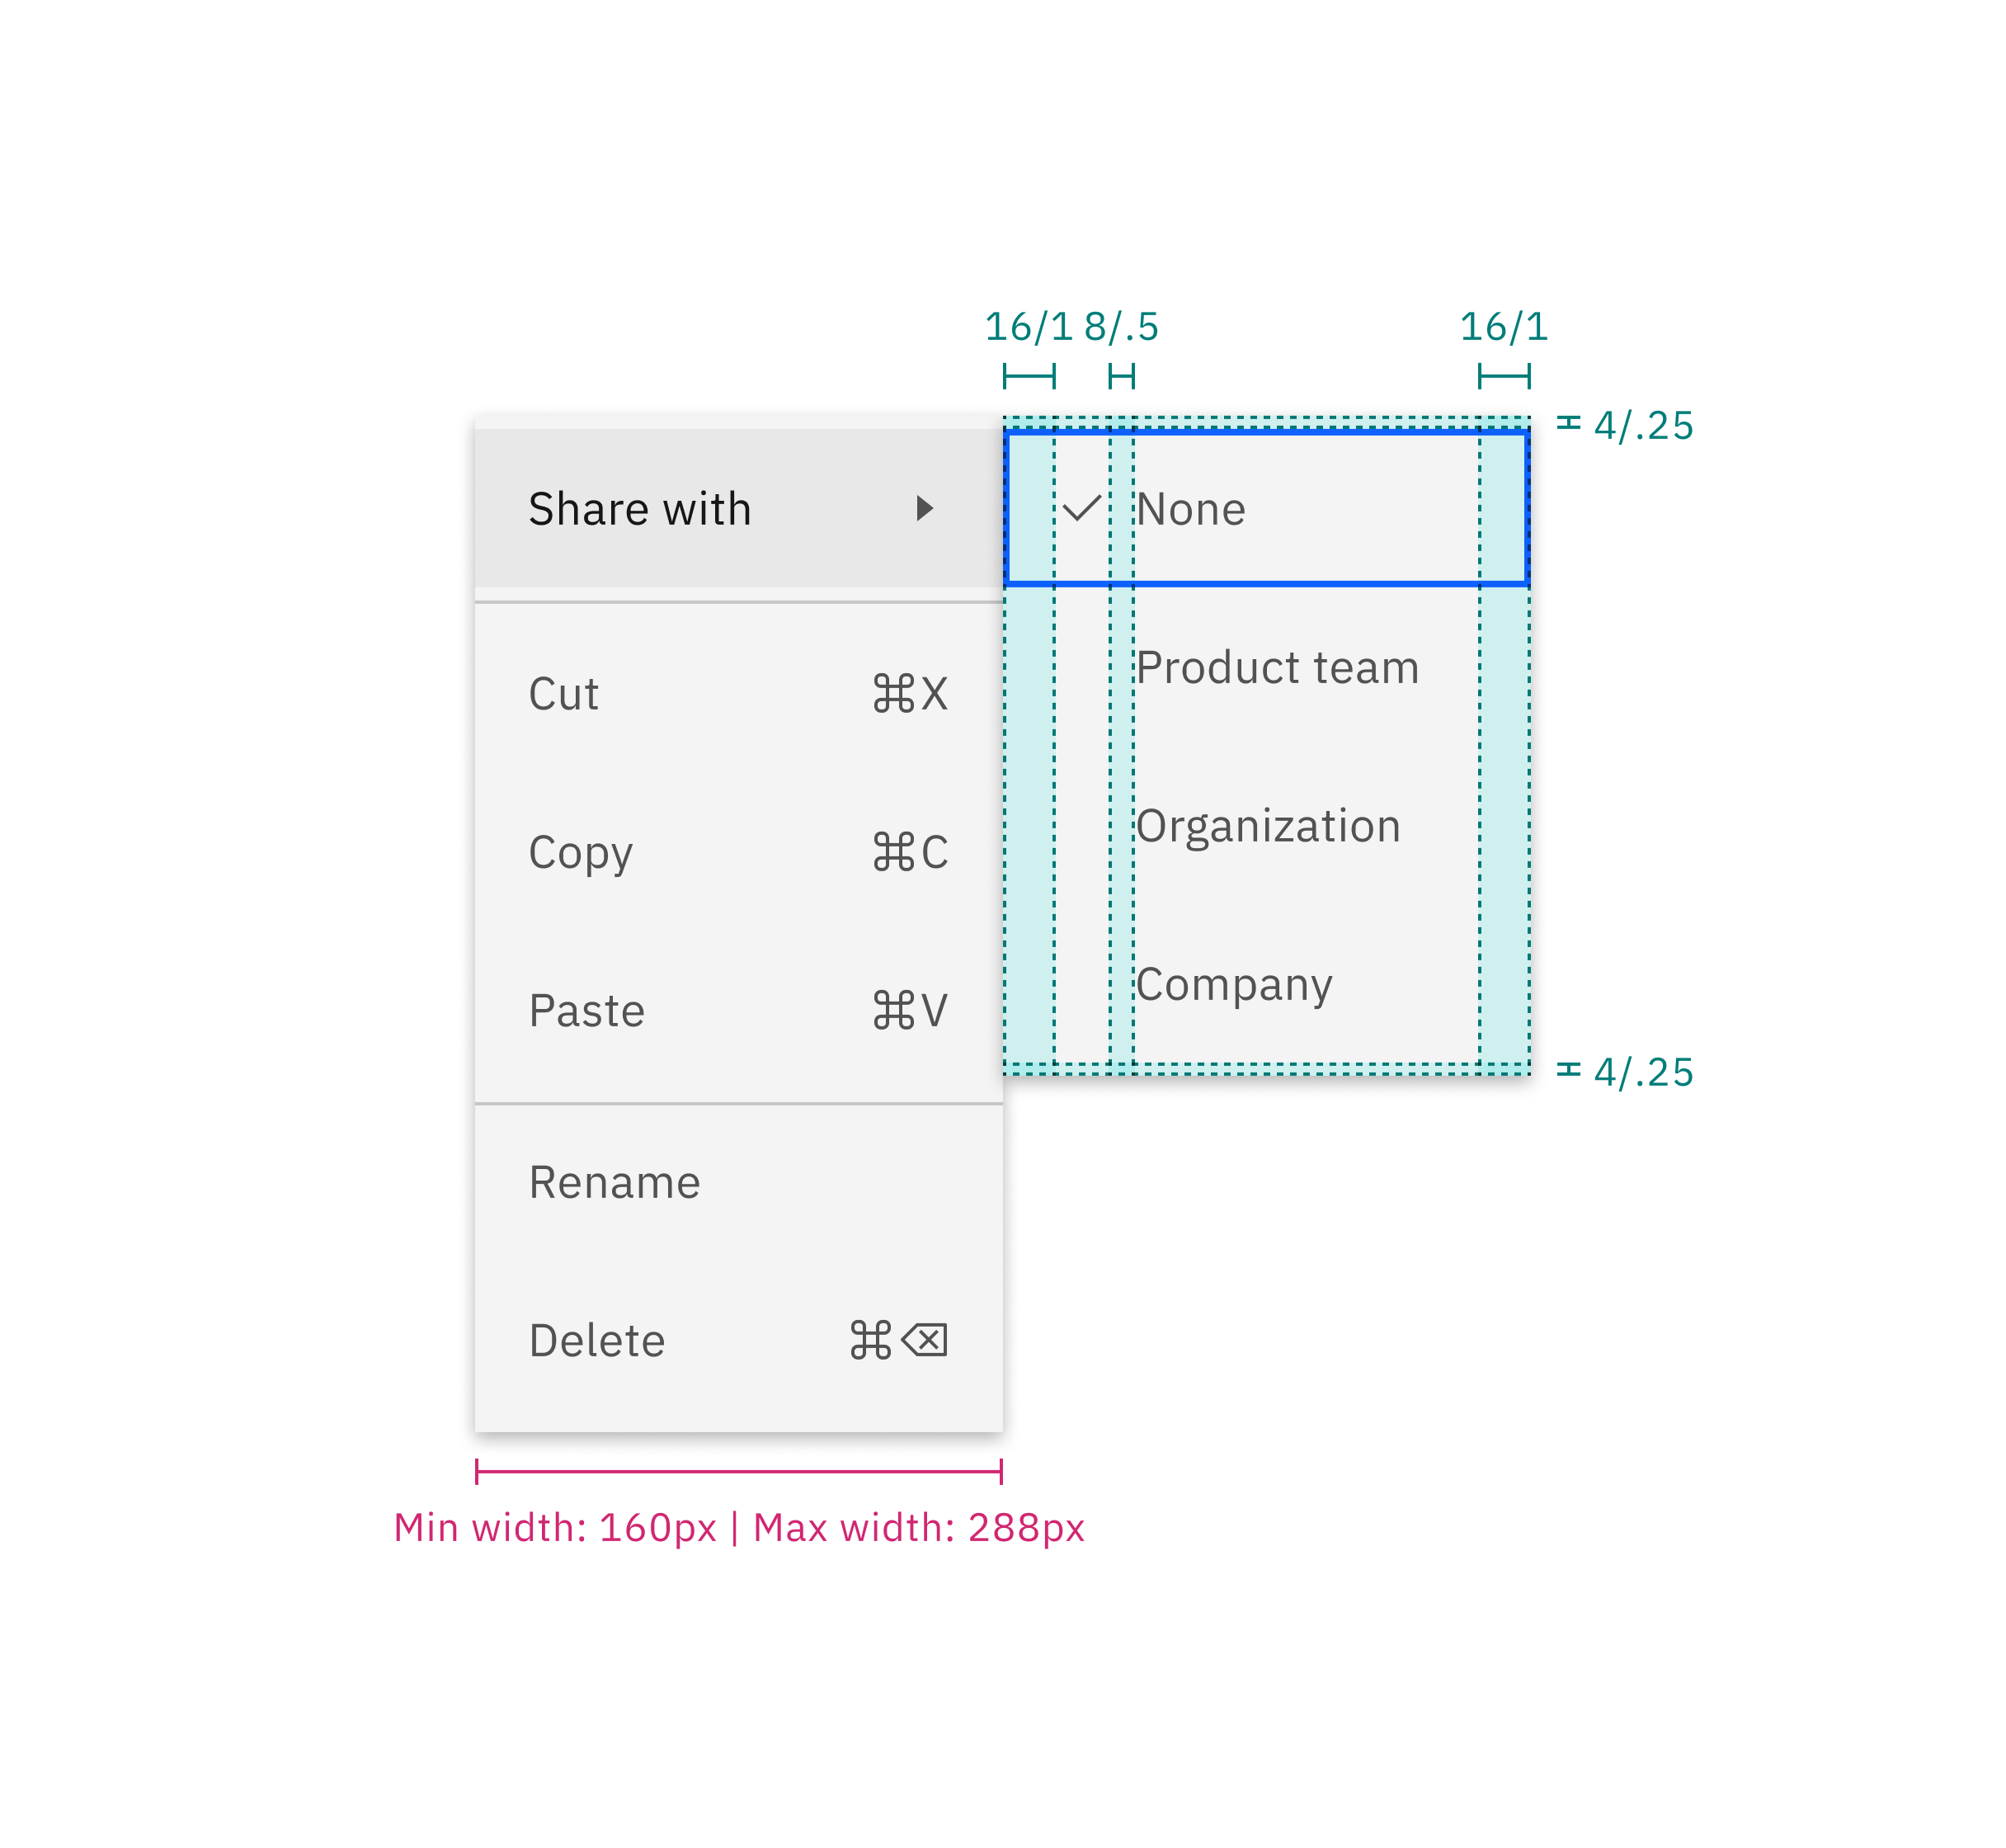 16/1 8/.5 16/1
4/.25
Share with
None
Product team
Organization
Company
4/.25
Cut ⌘X
Copy ⌘C
Paste ⌘V
Rename
Delete ⌘⌫
Min width: 160px | Max width: 288px